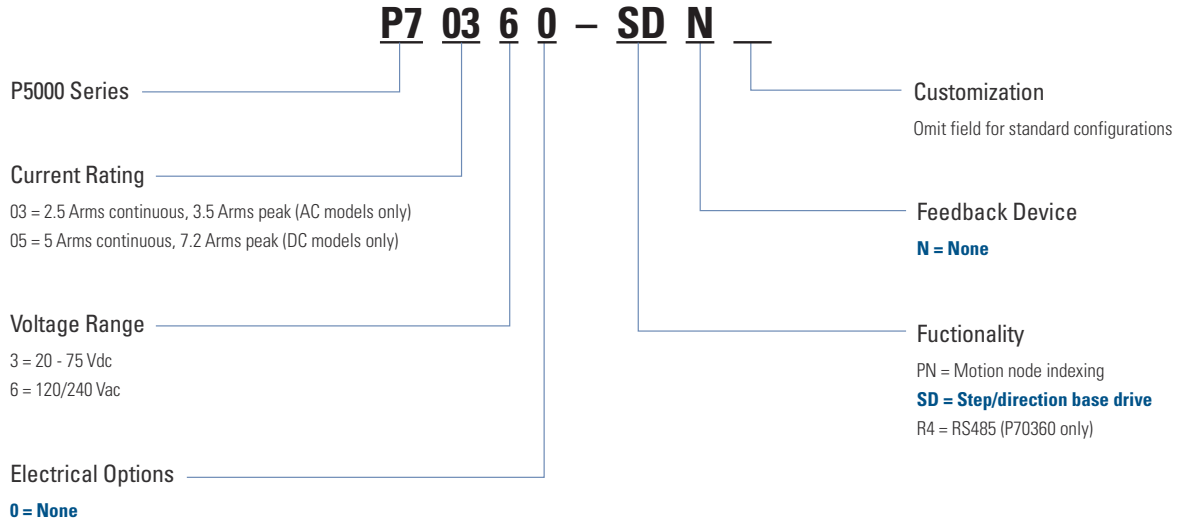 P7 03 6 0 – SD N __
P5000 Series
Current Rating
03 = 2.5 Arms continuous, 3.5 Arms peak (AC models only)
05 = 5 Arms continuous, 7.2 Arms peak (DC models only)
Voltage Range
3 = 20 - 75 Vdc
6 = 120/240 Vac
Electrical Options
0 = None
Customization
Omit field for standard configurations
Feedback Device
N = None
Fuctionality
PN = Motion node indexing
SD = Step/direction base drive
R4 = RS485 (P70360 only)